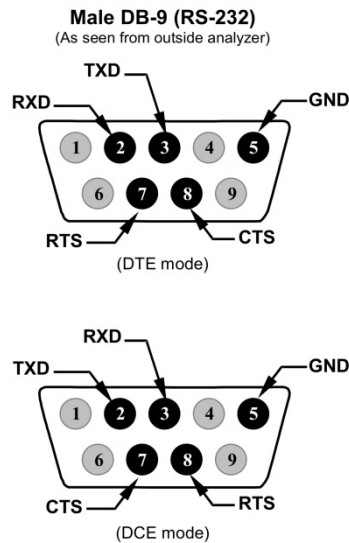 Male DB-9 (RS-232)
(As seen from outside analyzer)
TXD
RXD
GND
1 2 3 4 5
6 7 8 9
RTS
CTS
(DTE mode)
RXD
TXD
GND
1 2 3 4 5
6 7 8 9
CTS
RTS
(DCE mode)